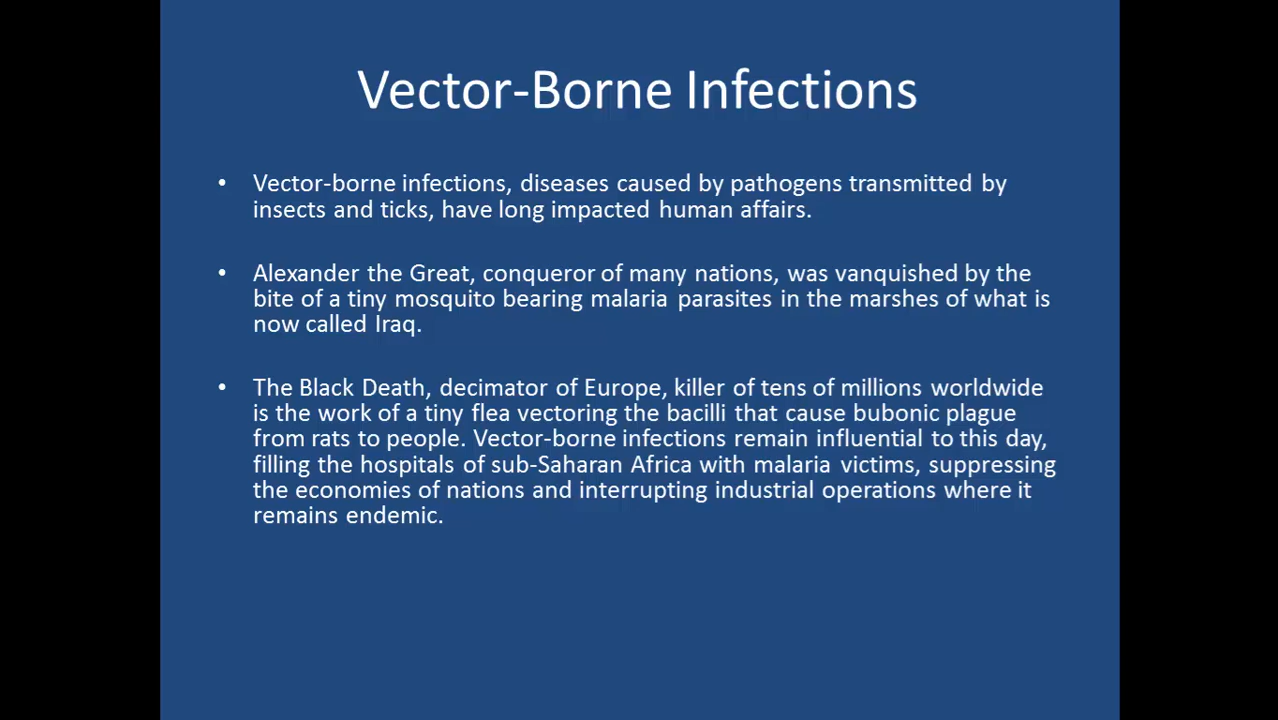 Vector-Borne Infections
• Vector-borne infections, diseases caused by pathogens transmitted by
insects and ticks, have long impacted human affairs.
• Alexander the Great, conqueror of many nations, was vanquished by the
bite of a tiny mosquito bearing malaria parasites in the marshes of what is
now called Iraq.
• The Black Death, decimator of Europe, killer of tens of millions worldwide
is the work of a tiny flea vectoring the bacilli that cause bubonic plague
from rats to people. Vector-borne infections remain influential to this day,
filling the hospitals of sub-Saharan Africa with malaria victims, suppressing
the economies of nations and interrupting industrial operations where it
remains endemic.